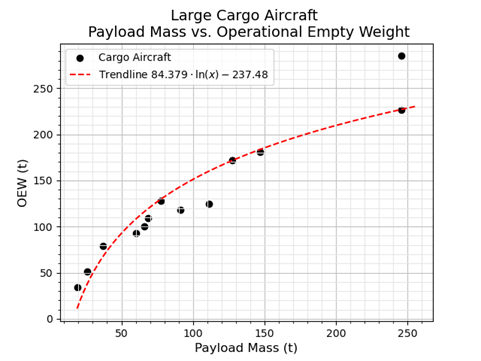 Large Cargo Aircraft
Payload Mass vs. Operational Empty Weight
Cargo Aircraft
Trendline 84.379 · ln(x) − 237.48
OEW (t)
250
200
150
100
50
0
50
100
150
200
250
Payload Mass (t)